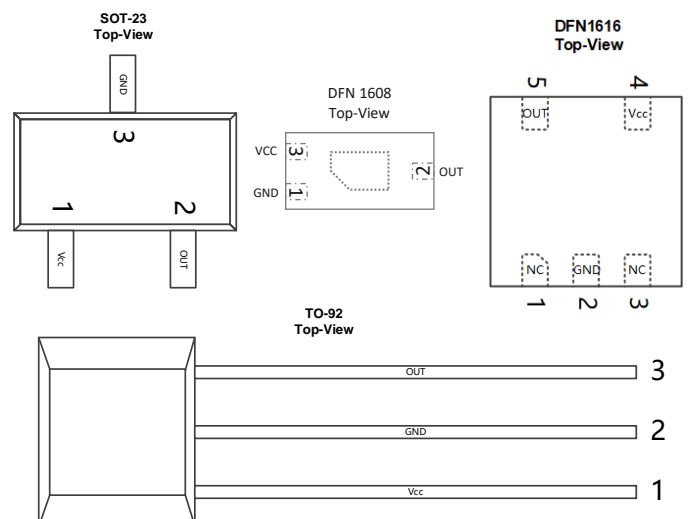 SOT-23
Top-View
GND
3
1
2
Vcc
OUT
DFN 1608
Top-View
VCC
3
2
OUT
GND
1
DFN1616
Top-View
5
4
OUT
Vcc
NC
GND
NC
1
2
3
TO-92
Top-View
OUT
3
GND
2
Vcc
1